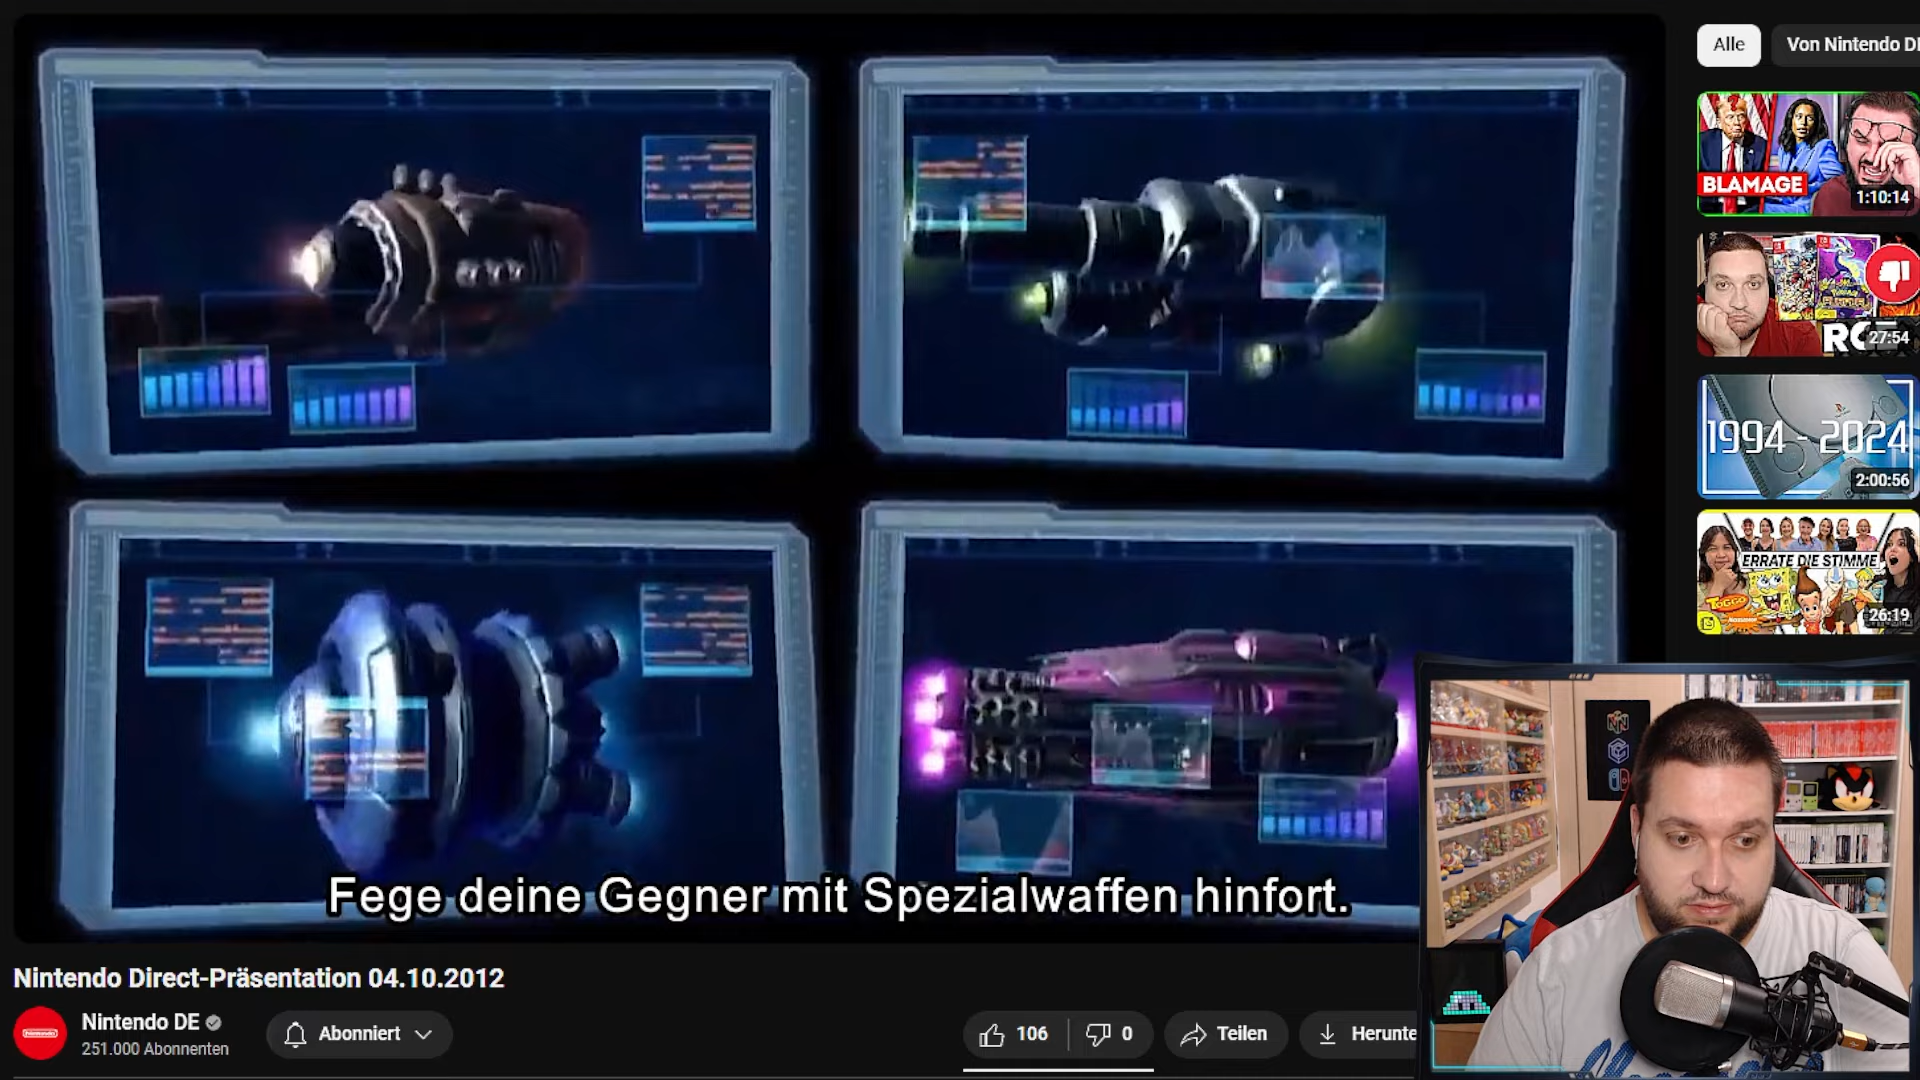 Alle
Von Nintendo DE
BLAMAGE
1:10:14
27:54
1994 - 2024
2:00:56
ERRATE DIE STIMME
TOGGO
26:19
Fege deine Gegner mit Spezialwaffen hinfort.
Nintendo Direct-Präsentation 04.10.2012
Nintendo DE
251.000 Abonnenten
Abonniert
106
0
Teilen
Herunte